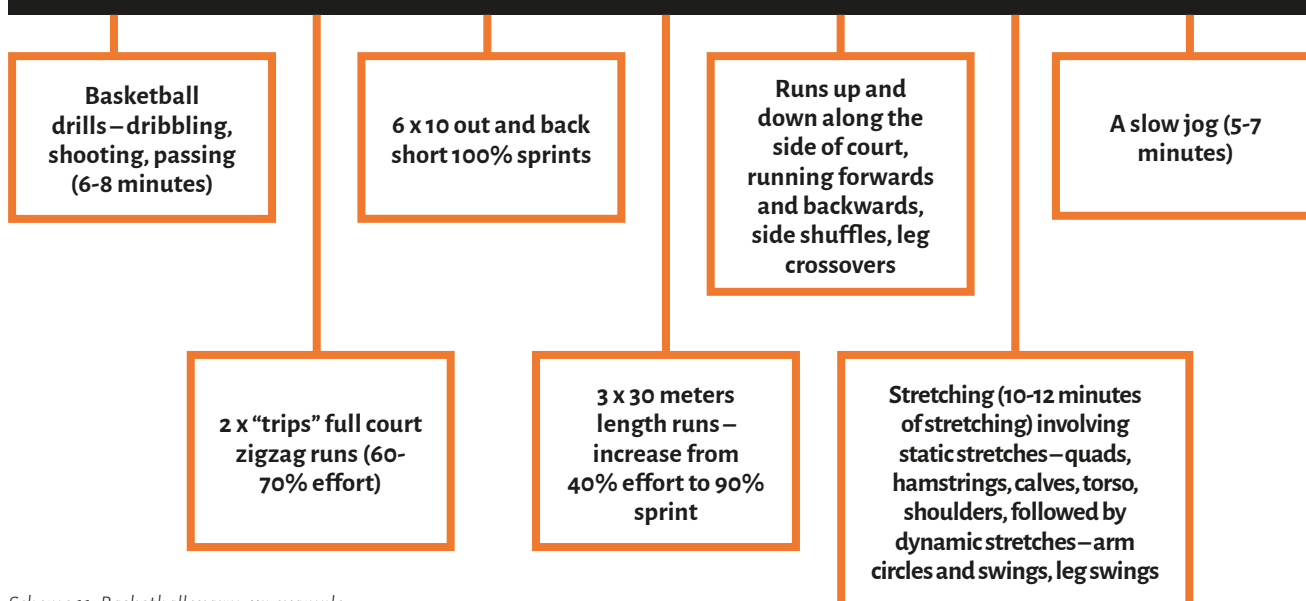 Basketball
drills – dribbling,
shooting, passing
(6-8 minutes)
6 x 10 out and back
short 100% sprints
Runs up and
down along the
side of court,
running forwards
and backwards,
side shuffles, leg
crossovers
A slow jog (5-7
minutes)
2 x “trips” full court
zigzag runs (60-
70% effort)
3 x 30 meters
length runs –
increase from
40% effort to 90%
sprint
Stretching (10-12 minutes
of stretching) involving
static stretches – quads,
hamstrings, calves, torso,
shoulders, followed by
dynamic stretches – arm
circles and swings, leg swings